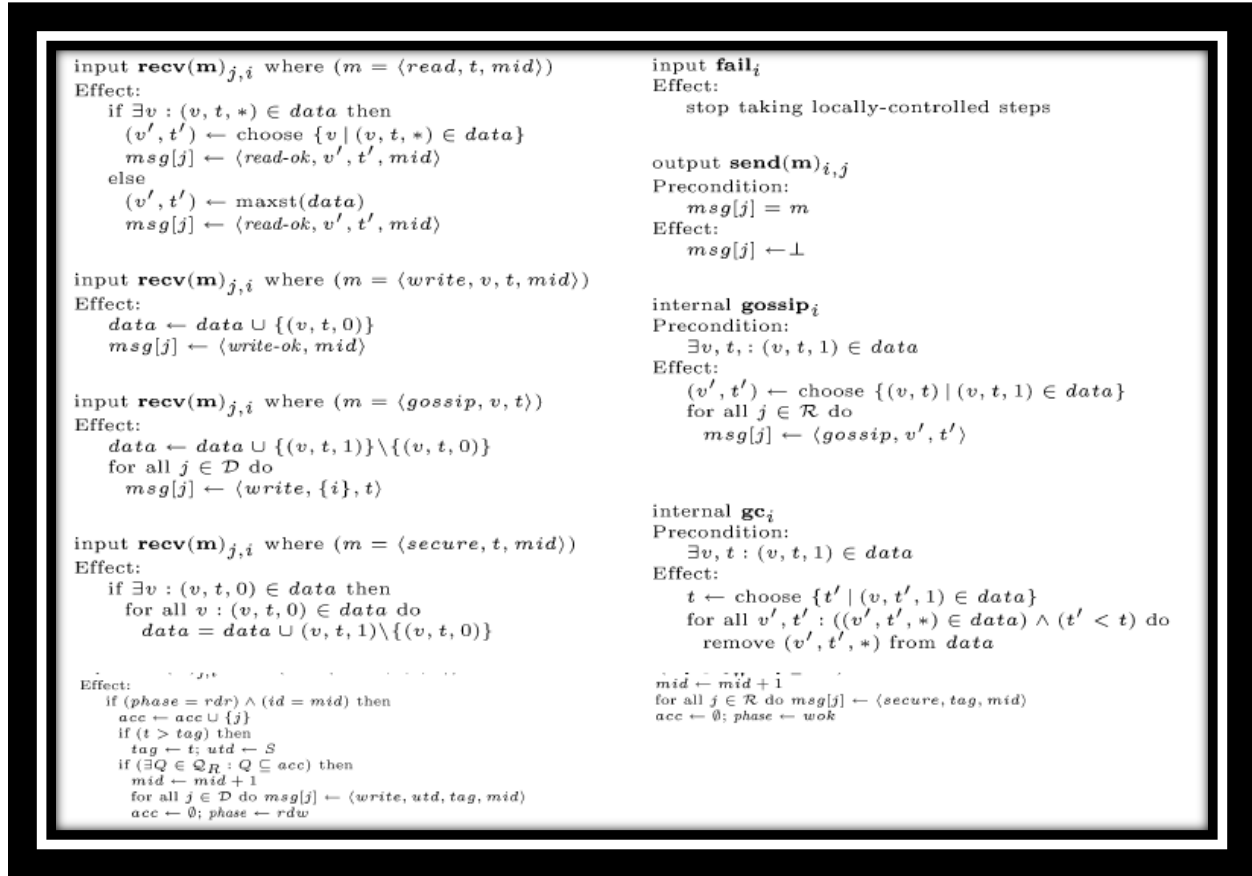 input recv(m)_{j,i} where (m = ⟨read, t, mid⟩)
Effect:
if ∃v : (v, t, ∗) ∈ data then
(v′, t′) ← choose {v | (v, t, ∗) ∈ data}
msg[j] ← ⟨read-ok, v′, t′, mid⟩
else
(v′, t′) ← maxst(data)
msg[j] ← ⟨read-ok, v′, t′, mid⟩
input recv(m)_{j,i} where (m = ⟨write, v, t, mid⟩)
Effect:
data ← data ∪ {(v, t, 0)}
msg[j] ← ⟨write-ok, mid⟩
input recv(m)_{j,i} where (m = ⟨gossip, v, t⟩)
Effect:
data ← data ∪ {(v, t, 1)}\{(v, t, 0)}
for all j ∈ 𝒟 do
msg[j] ← ⟨write, {i}, t⟩
input recv(m)_{j,i} where (m = ⟨secure, t, mid⟩)
Effect:
if ∃v : (v, t, 0) ∈ data then
for all v : (v, t, 0) ∈ data do
data = data ∪ (v, t, 1)\{(v, t, 0)}
Effect:
if (phase = rdr) ∧ (id = mid) then
acc ← acc ∪ {j}
if (t > tag) then
tag ← t; utd ← S
if (∃Q ∈ 𝒬_R : Q ⊆ acc) then
mid ← mid + 1
for all j ∈ 𝒟 do msg[j] ← ⟨write, utd, tag, mid⟩
acc ← ∅; phase ← rdw
input fail_i
Effect:
stop taking locally-controlled steps
output send(m)_{i,j}
Precondition:
msg[j] = m
Effect:
msg[j] ←⊥
internal gossip_i
Precondition:
∃v, t, : (v, t, 1) ∈ data
Effect:
(v′, t′) ← choose {(v, t) | (v, t, 1) ∈ data}
for all j ∈ ℛ do
msg[j] ← ⟨gossip, v′, t′⟩
internal gc_i
Precondition:
∃v, t : (v, t, 1) ∈ data
Effect:
t ← choose {t′ | (v, t′, 1) ∈ data}
for all v′, t′ : ((v′, t′, ∗) ∈ data) ∧ (t′ < t) do
remove (v′, t′, ∗) from data
mid ← mid + 1
for all j ∈ ℛ do msg[j] ← ⟨secure, tag, mid⟩
acc ← ∅; phase ← wok